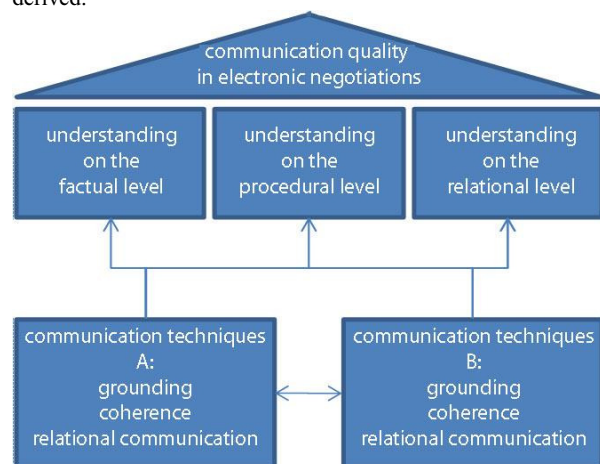 derived.
communication quality
in electronic negotiations
understanding
on the
factual level
understanding
on the
procedural level
understanding
on the
relational level
communication techniques
A:
grounding
coherence
relational communication
communication techniques
B:
grounding
coherence
relational communication